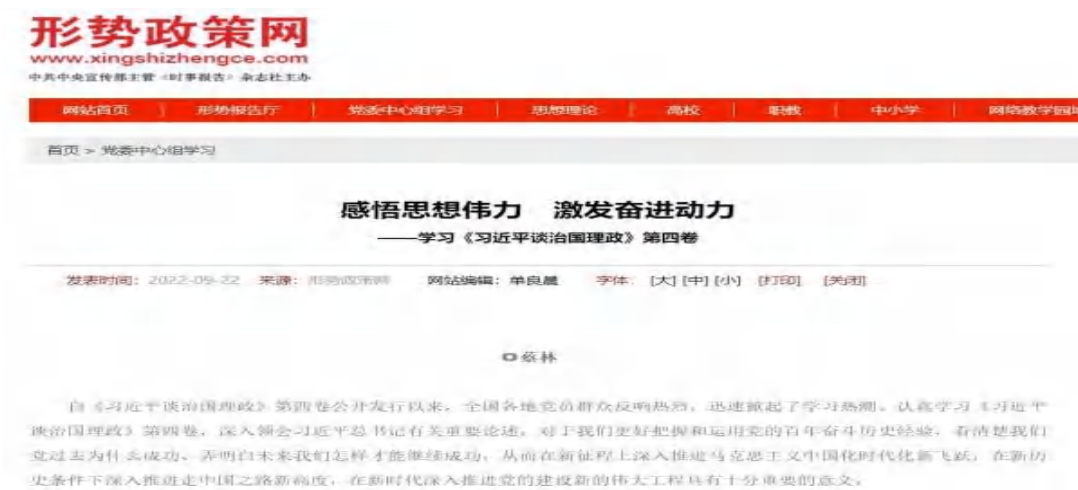 形势政策网
www.xingshizhengce.com
中共中央宣传部主管 《时事报告》杂志社主办
网站首页 | 形势报告厅 | 党委中心组学习 | 思想理论 | 高校 | 职教 | 中小学 | 网络教学园地
首页 > 党委中心组学习
感悟思想伟力 激发奋进动力
——学习《习近平谈治国理政》第四卷
发表时间: 2022-09-22 来源: 形势政策网 网站编辑: 单良晨 字体: [大] [中] [小] [打印] [关闭]
蔡林
自《习近平谈治国理政》第四卷公开发行以来，全国各地党员群众反响热烈，迅速掀起了学习热潮。认真学习《习近平
谈治国理政》第四卷，深入领会习近平总书记有关重要论述，对于我们更好把握和运用党的百年奋斗历史经验，看清楚我们
党过去为什么成功、弄明白未来我们怎样才能继续成功，从而在新征程上深入推进马克思主义中国化时代化新飞跃，在新历
史条件下深入推进走中国之路新高度，在新时代深入推进党的建设新的伟大工程具有十分重要的意义。